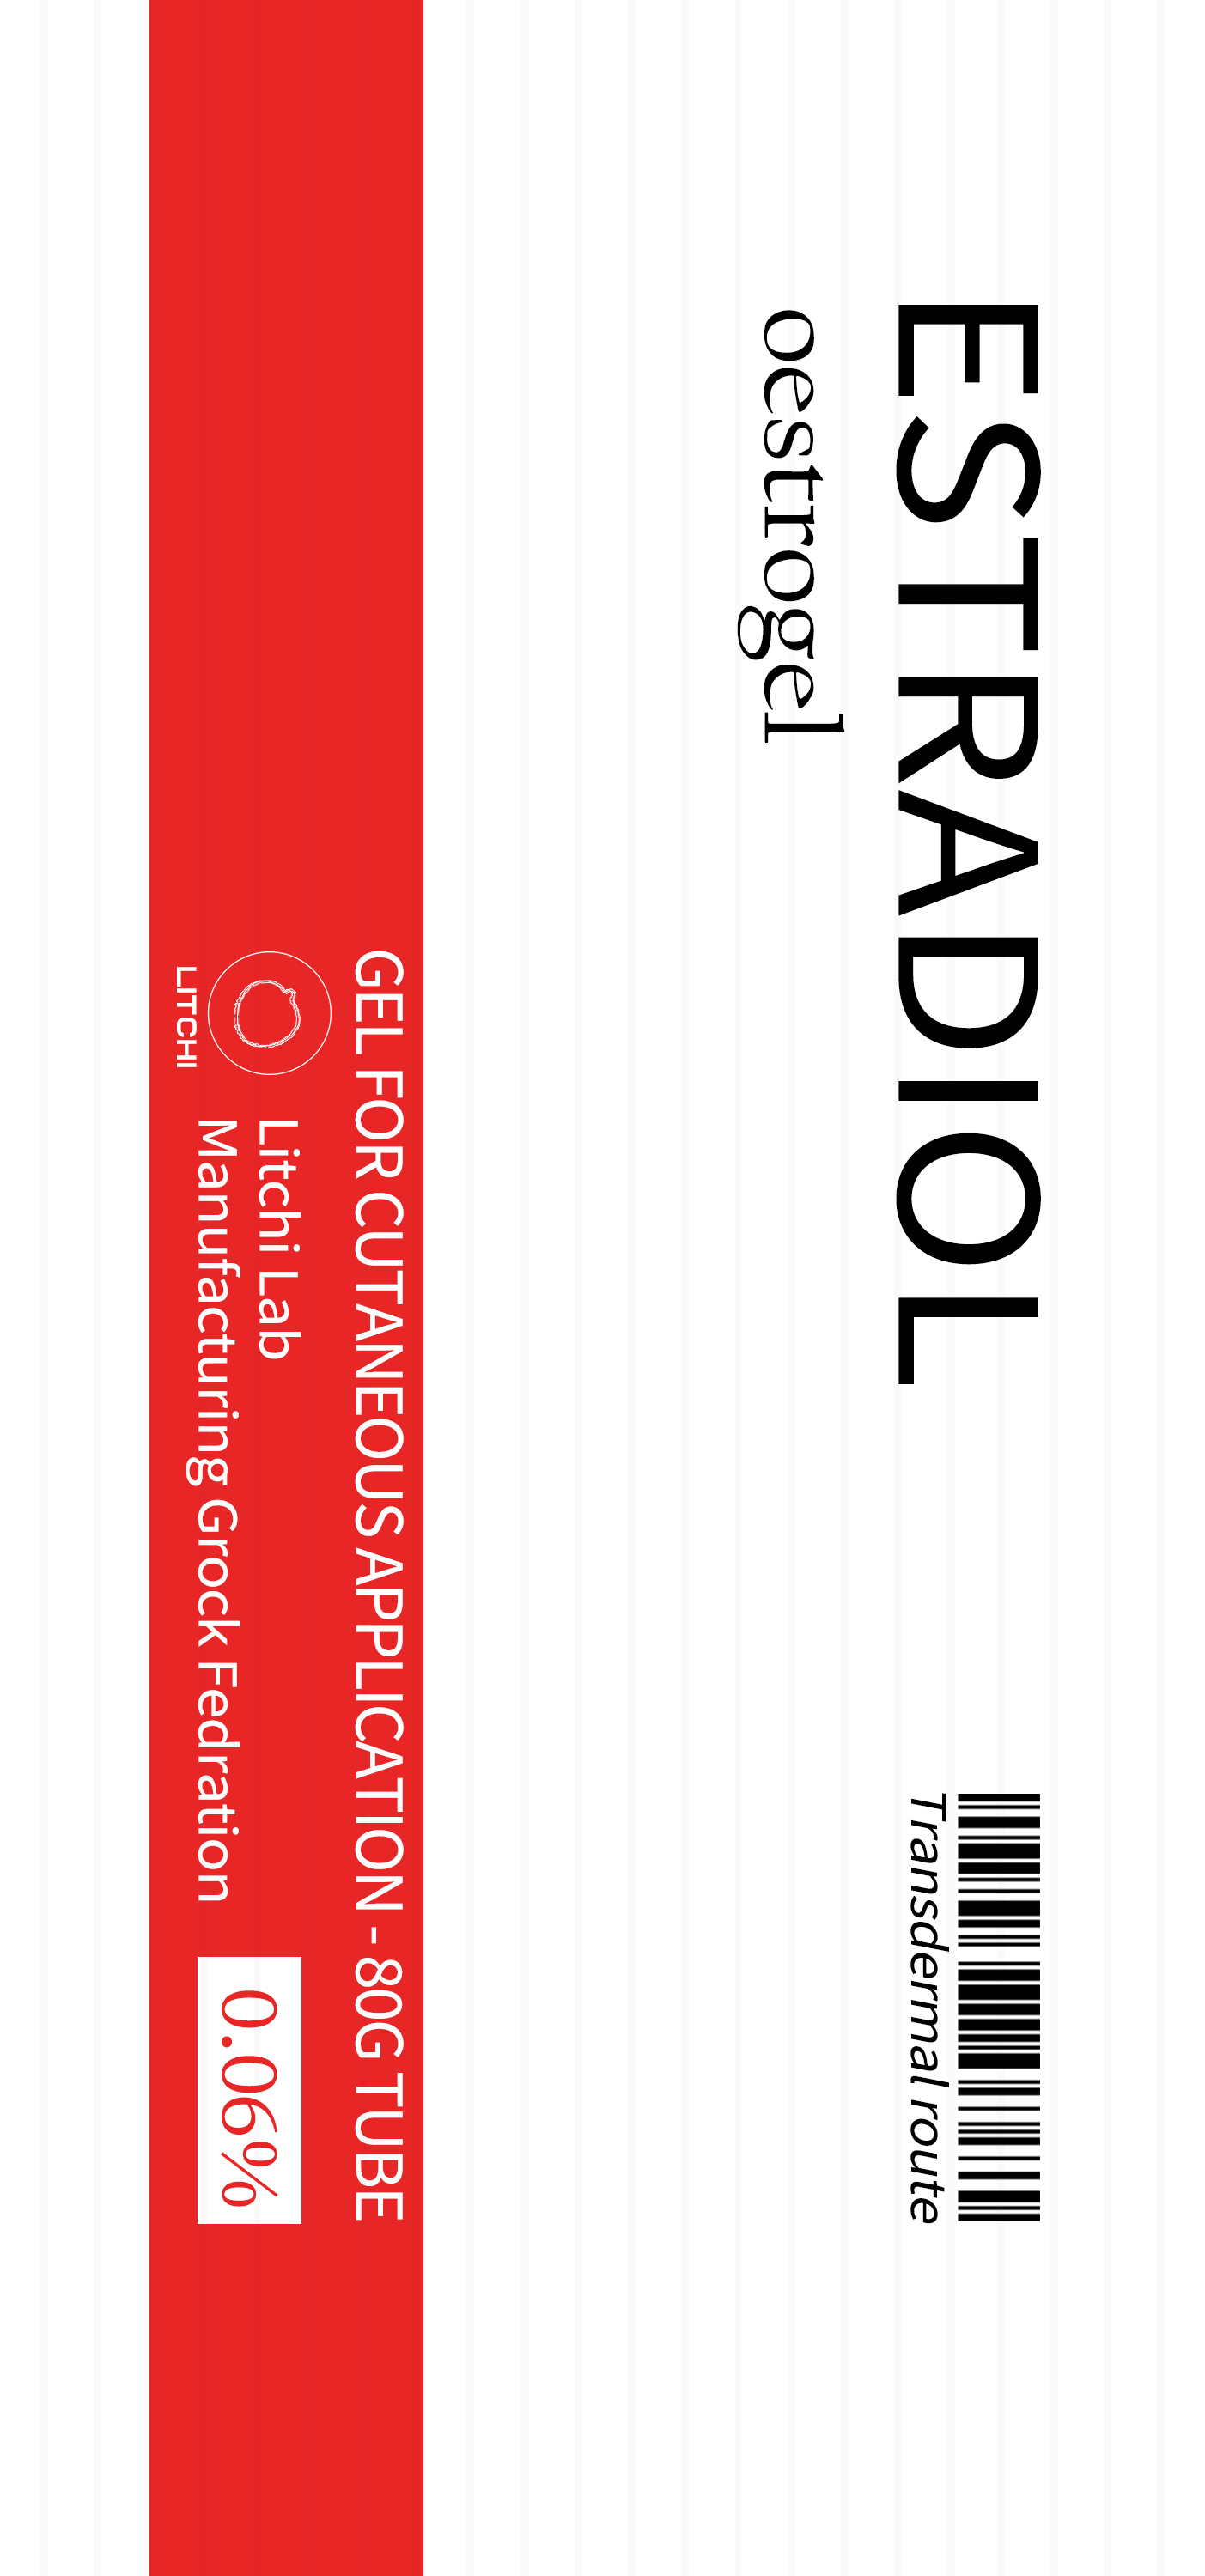 ESTRADIOL
oestrogel
Transdermal route
GEL FOR CUTANEOUS APPLICATION - 80G TUBE
LITCHI
Litchi Lab
Manufacturing Grock Fedration
0.06%